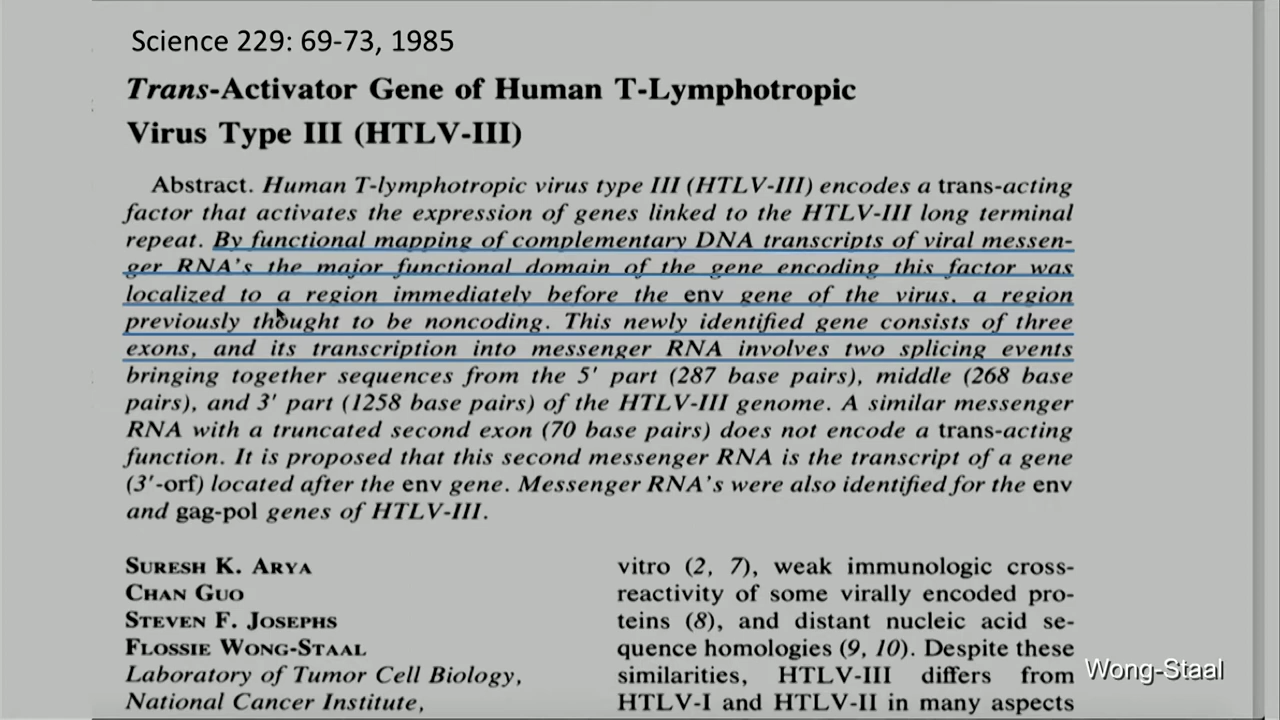 Science 229: 69-73, 1985
Trans-Activator Gene of Human T-Lymphotropic
Virus Type III (HTLV-III)
Abstract. Human T-lymphotropic virus type III (HTLV-III) encodes a trans-acting
factor that activates the expression of genes linked to the HTLV-III long terminal
repeat. By functional mapping of complementary DNA transcripts of viral messen-
ger RNA's the major functional domain of the gene encoding this factor was
localized to a region immediately before the env gene of the virus, a region
previously thought to be noncoding. This newly identified gene consists of three
exons, and its transcription into messenger RNA involves two splicing events
bringing together sequences from the 5' part (287 base pairs), middle (268 base
pairs), and 3' part (1258 base pairs) of the HTLV-III genome. A similar messenger
RNA with a truncated second exon (70 base pairs) does not encode a trans-acting
function. It is proposed that this second messenger RNA is the transcript of a gene
(3'-orf) located after the env gene. Messenger RNA's were also identified for the env
and gag-pol genes of HTLV-III.
SURESH K. ARYA
CHAN GUO
STEVEN F. JOSEPHS
FLOSSIE WONG-STAAL
Laboratory of Tumor Cell Biology,
National Cancer Institute,
vitro (2, 7), weak immunologic cross-
reactivity of some virally encoded pro-
teins (8), and distant nucleic acid se-
quence homologies (9, 10). Despite these
similarities, HTLV-III differs from
HTLV-I and HTLV-II in many aspects
Wong-Staal